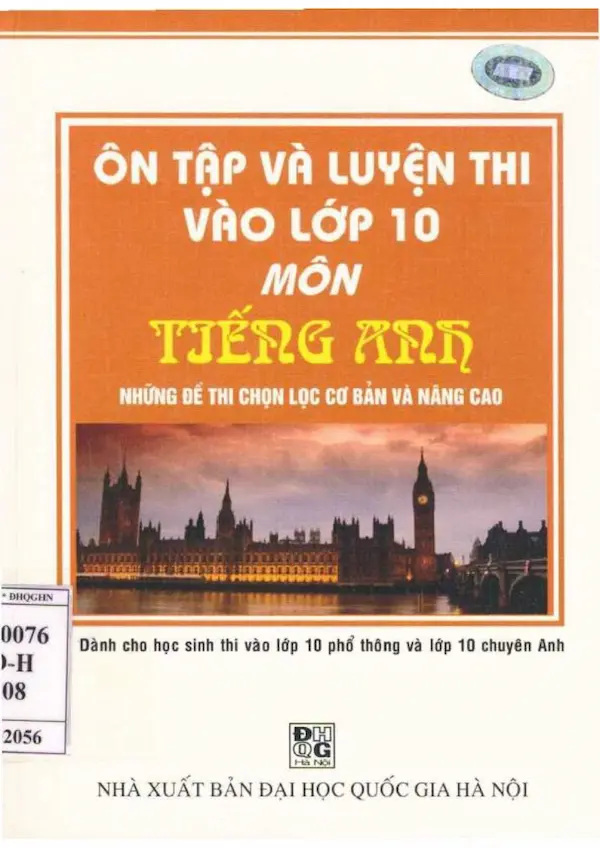 ÔN TẬP VÀ LUYỆN THI
VÀO LỚP 10
MÔN
TIẾNG ANH
NHỮNG ĐỀ THI CHỌN LỌC CƠ BẢN VÀ NÂNG CAO
* ĐHQGHN
0076
-H
08
2056
Dành cho học sinh thi vào lớp 10 phổ thông và lớp 10 chuyên Anh
ĐH
QG
Hà Nội
NHÀ XUẤT BẢN ĐẠI HỌC QUỐC GIA HÀ NỘI